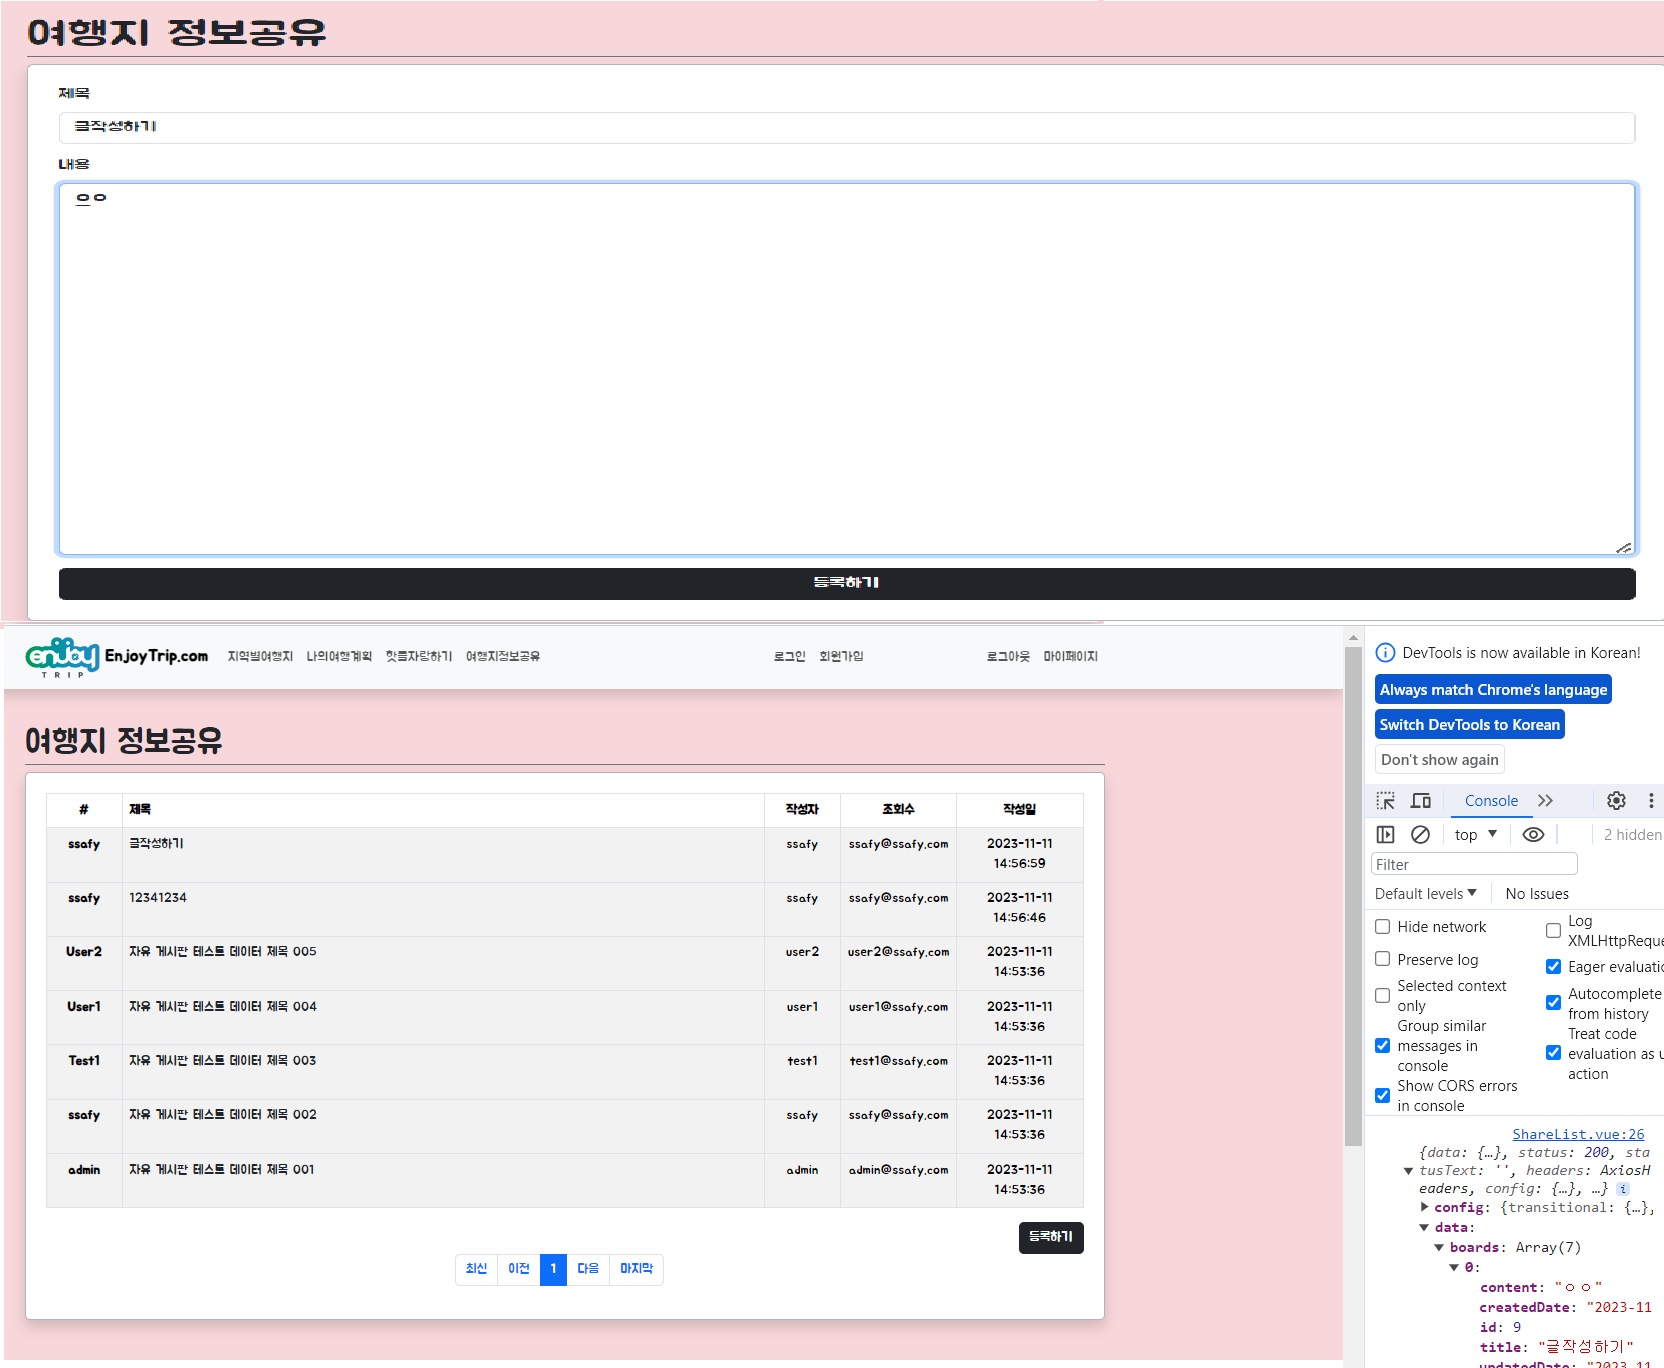 여행지 정보공유
제목
글작성하기
내용
등록하기
enjoy TRIP EnjoyTrip.com 지역별여행지 나의여행계획 핫플자랑하기 여행지정보공유 로그인 회원가입 로그아웃 마이페이지
여행지 정보공유
# 제목 작성자 조회수 작성일
ssafy 글작성하기 ssafy ssafy@ssafy.com 2023-11-11 14:56:59
ssafy 12341234 ssafy ssafy@ssafy.com 2023-11-11 14:56:46
User2 자유 게시판 테스트 데이터 제목 005 user2 user2@ssafy.com 2023-11-11 14:53:36
User1 자유 게시판 테스트 데이터 제목 004 user1 user1@ssafy.com 2023-11-11 14:53:36
Test1 자유 게시판 테스트 데이터 제목 003 test1 test1@ssafy.com 2023-11-11 14:53:36
ssafy 자유 게시판 테스트 데이터 제목 002 ssafy ssafy@ssafy.com 2023-11-11 14:53:36
admin 자유 게시판 테스트 데이터 제목 001 admin admin@ssafy.com 2023-11-11 14:53:36
등록하기
최신 이전 1 다음 마지막
DevTools is now available in Korean!
Always match Chrome's language
Switch DevTools to Korean
Don't show again
Console
top 2 hidden
Filter
Default levels No Issues
Hide network
Preserve log
Selected context
only
Group similar
messages in
console
Show CORS errors
in console
Log
XMLHttpReque
Eager evaluatio
Autocomplete
from history
Treat code
evaluation as u
action
ShareList.vue:26
{data: {…}, status: 200, sta
tusText: '', headers: AxiosH
eaders, config: {…}, …} i
config: {transitional: {…},
data:
boards: Array(7)
0:
content: "ㅇㅇ"
createdDate: "2023-11
id: 9
title: "글작성하기"
updatedDate: "2023-11